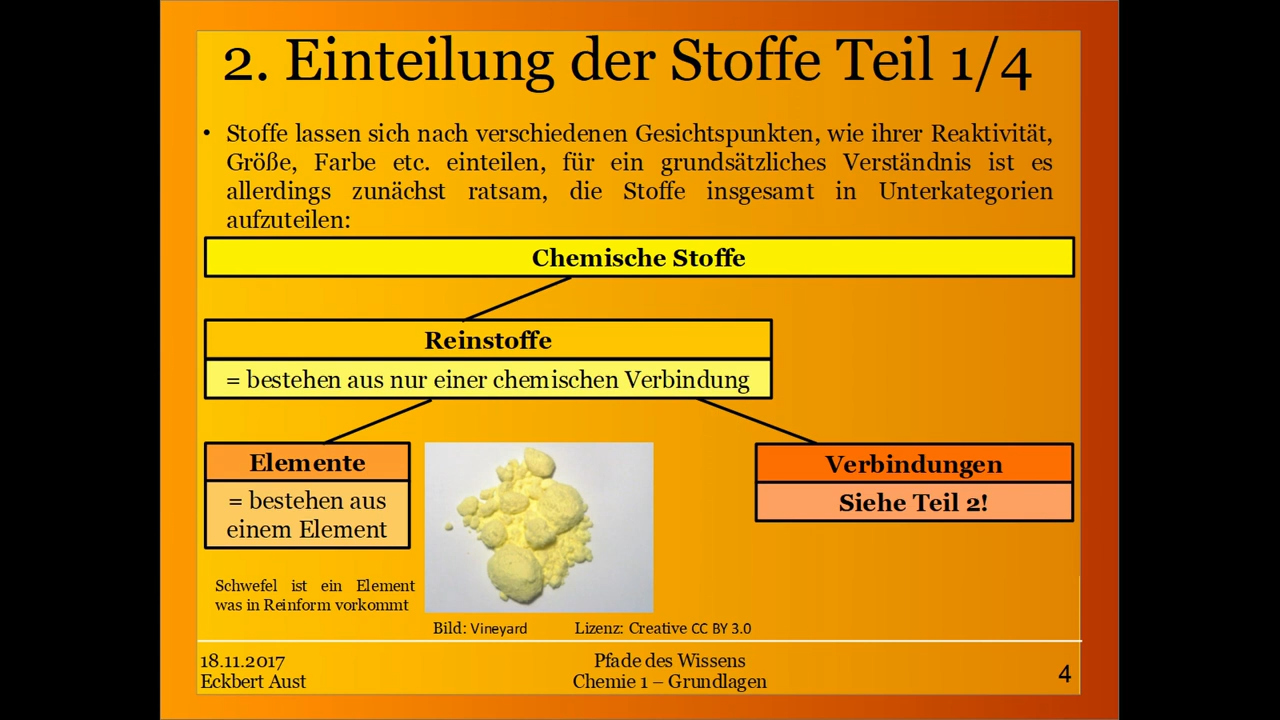 2. Einteilung der Stoffe Teil 1/4
• Stoffe lassen sich nach verschiedenen Gesichtspunkten, wie ihrer Reaktivität,
Größe, Farbe etc. einteilen, für ein grundsätzliches Verständnis ist es
allerdings zunächst ratsam, die Stoffe insgesamt in Unterkategorien
aufzuteilen:
Chemische Stoffe
Reinstoffe
= bestehen aus nur einer chemischen Verbindung
Elemente
= bestehen aus
einem Element
Verbindungen
Siehe Teil 2!
Schwefel ist ein Element
was in Reinform vorkommt
Bild: Vineyard Lizenz: Creative CC BY 3.0
18.11.2017
Eckbert Aust
Pfade des Wissens
Chemie 1 – Grundlagen
4